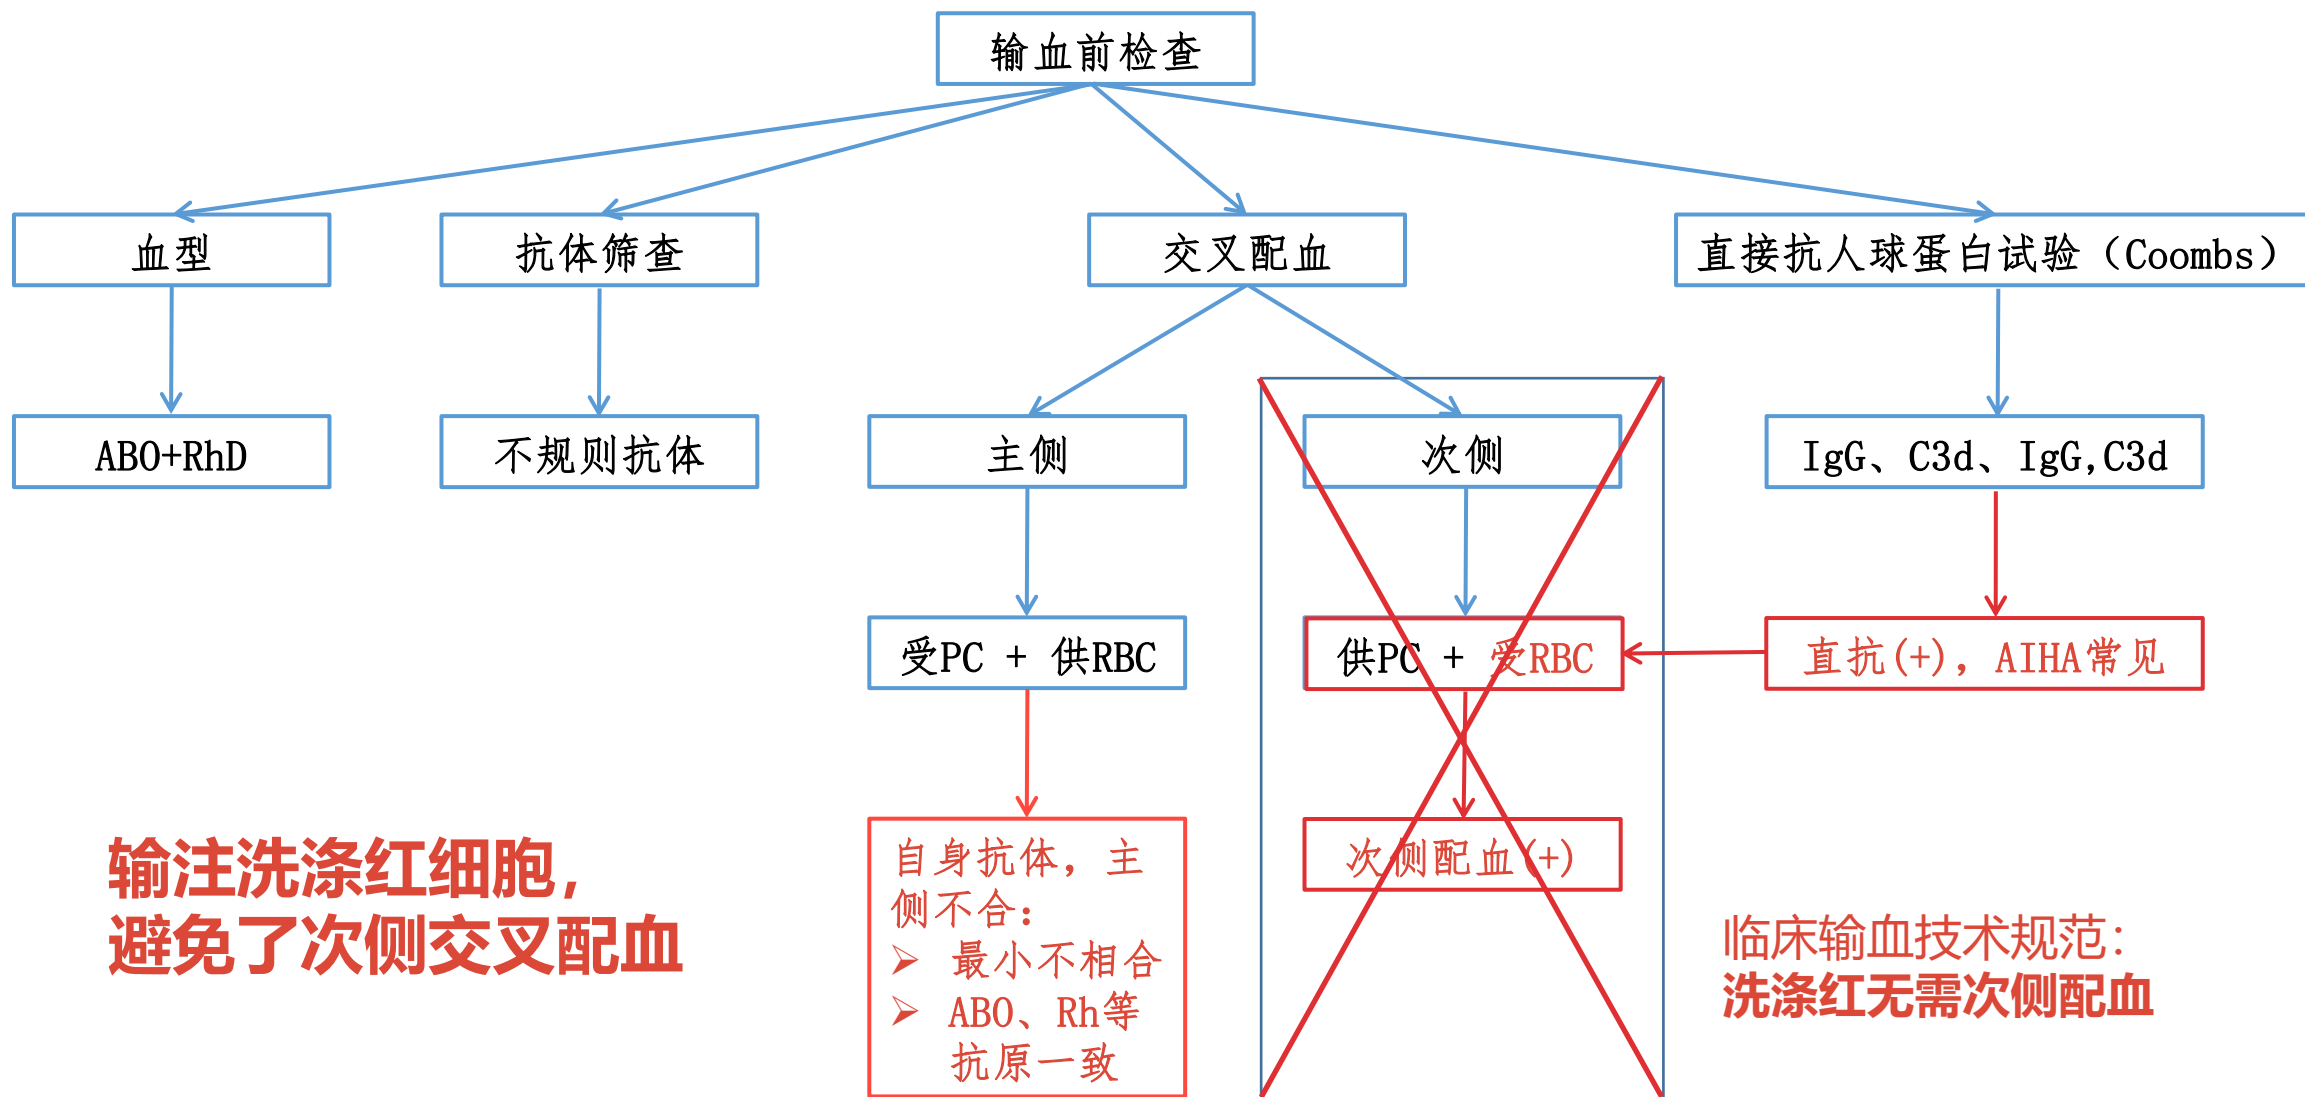 输血前检查
血型
抗体筛查
交叉配血
直接抗人球蛋白试验（Coombs）
ABO+RhD
不规则抗体
主侧
次侧
IgG、C3d、IgG,C3d
受PC + 供RBC
供PC + 受RBC
直抗(+)，AIHA常见
自身抗体，主
侧不合：
➢ 最小不相合
➢ ABO、Rh等
抗原一致
次侧配血(+)
输注洗涤红细胞，
避免了次侧交叉配血
临床输血技术规范：
洗涤红无需次侧配血